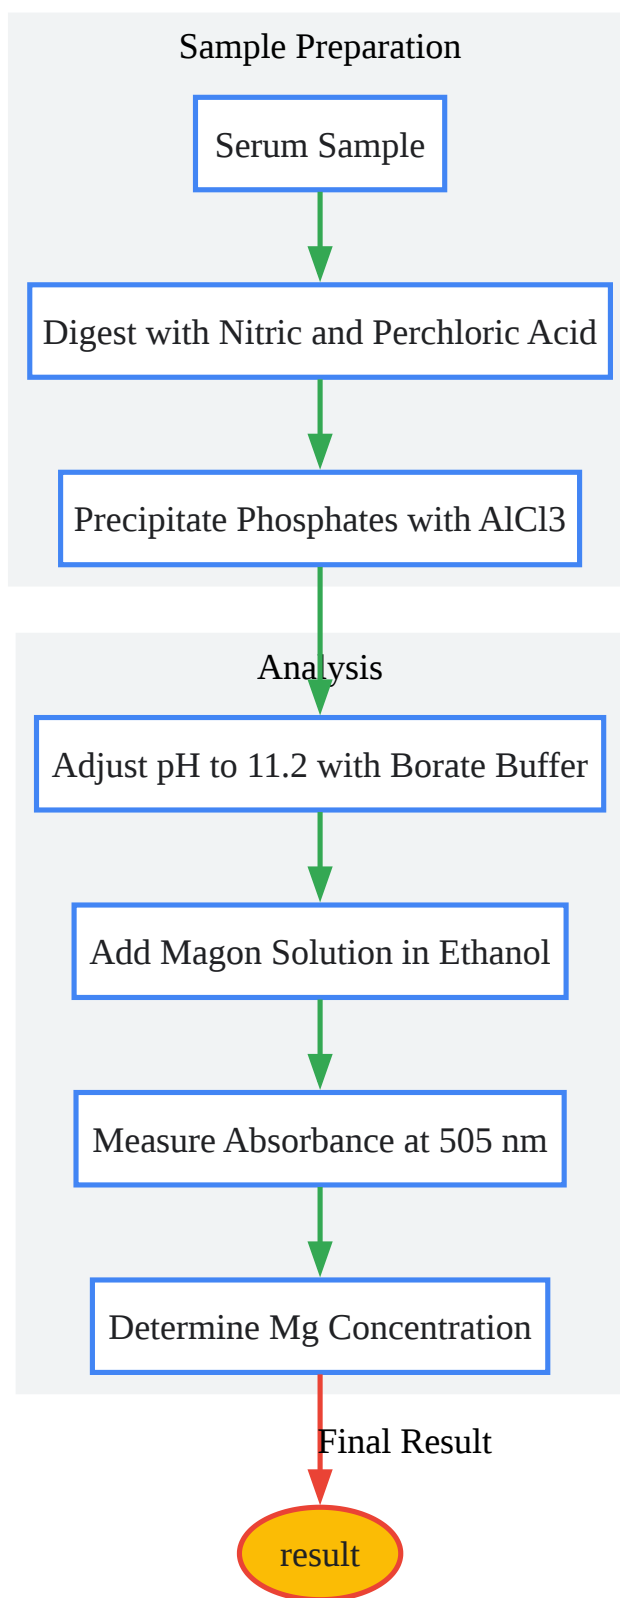 Sample Preparation
Serum Sample
Digest with Nitric and Perchloric Acid
Precipitate Phosphates with AlCl3
Analysis
Adjust pH to 11.2 with Borate Buffer
Add Magon Solution in Ethanol
Measure Absorbance at 505 nm
Determine Mg Concentration
Final Result
result